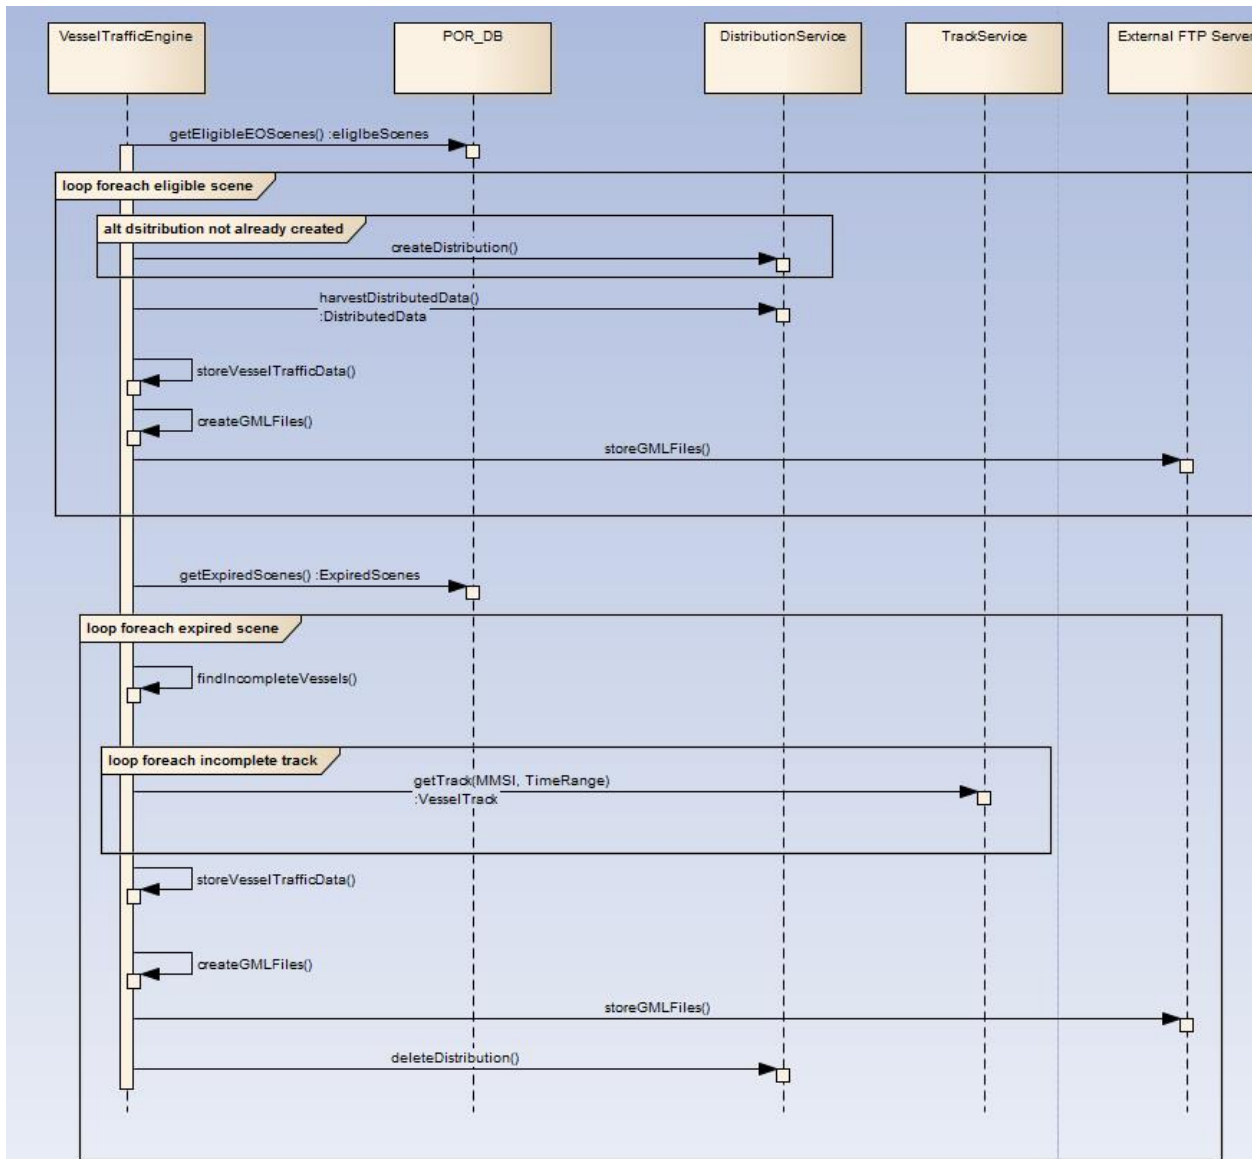 VesselTrafficEngine
POR_DB
DistributionService
TrackService
External FTP Server
getEligibleEOScenes() :eligIbeScenes
loop foreach eligible scene
alt dsitribution not already created
createDistribution()
harvestDistributedData()
:DistributedData
storeVesselTrafficData()
createGMLFiles()
storeGMLFiles()
getExpiredScenes() :ExpiredScenes
loop foreach expired scene
findIncompleteVessels()
loop foreach incomplete track
getTrack(MMSI, TimeRange)
:VesselTrack
storeVesselTrafficData()
createGMLFiles()
storeGMLFiles()
deleteDistribution()